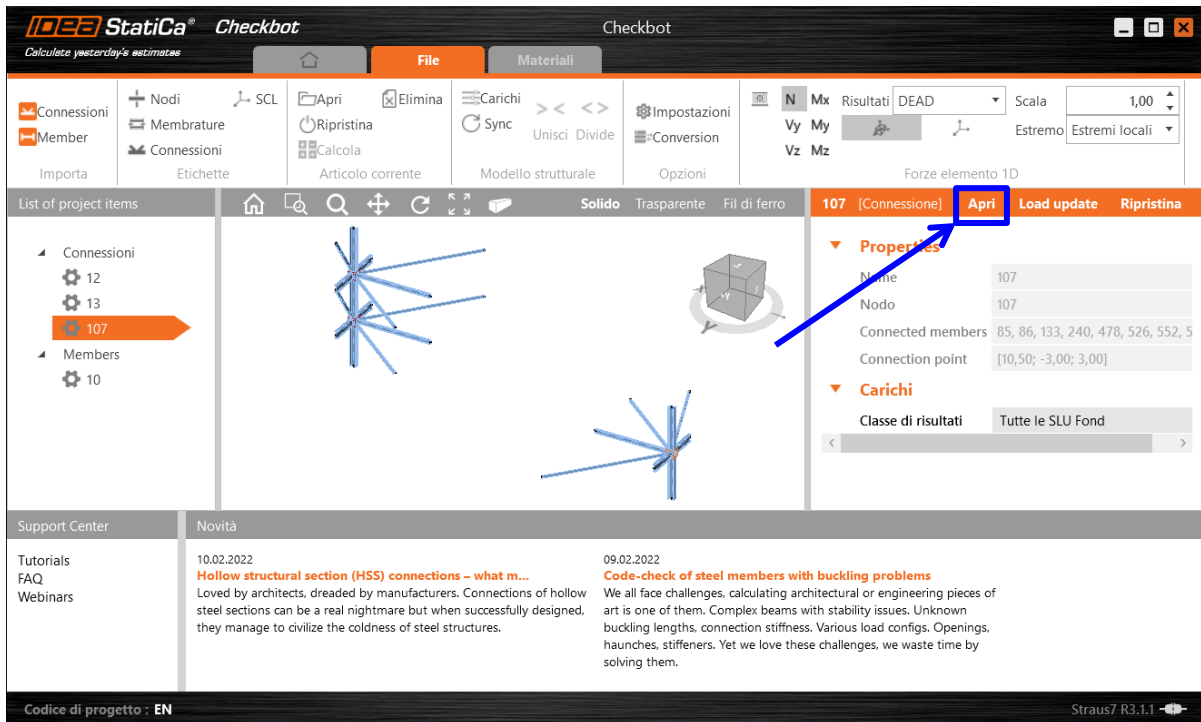 IDEA StatiCa® Checkbot
Calculate yesterday's estimates
Checkbot
File
Materiali
Connessioni
Member
Importa
Nodi
SCL
Membrature
Connessioni
Etichette
Apri
Elimina
Ripristina
Calcola
Articolo corrente
Carichi
Sync
Unisci Divide
Modello strutturale
Impostazioni
Conversion
Opzioni
N Mx
Vy My
Vz Mz
Risultati DEAD
Scala 1,00
Estremo Estremi locali
Forze elemento 1D
List of project items
Solido Trasparente Fil di ferro
107 [Connessione] Apri Load update Ripristina
Connessioni
12
13
107
Members
10
Properties
Name 107
Nodo 107
Connected members 85, 86, 133, 240, 478, 526, 552, 5
Connection point [10,50; -3,00; 3,00]
Carichi
Classe di risultati Tutte le SLU Fond
Support Center
Tutorials
FAQ
Webinars
Novità
10.02.2022
Hollow structural section (HSS) connections – what m...
Loved by architects, dreaded by manufacturers. Connections of hollow
steel sections can be a real nightmare but when successfully designed,
they manage to civilize the coldness of steel structures.
09.02.2022
Code-check of steel members with buckling problems
We all face challenges, calculating architectural or engineering pieces of
art is one of them. Complex beams with stability issues. Unknown
buckling lengths, connection stiffness. Various load configs. Openings,
haunches, stiffeners. Yet we love these challenges, we waste time by
solving them.
Codice di progetto : EN
Straus7 R3.1.1